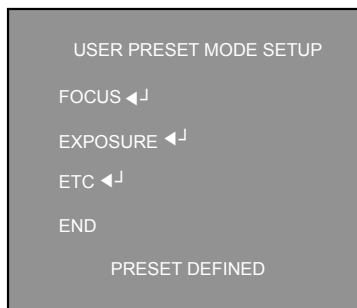 USER PRESET MODE SETUP
FOCUS ◄┘
EXPOSURE ◄┘
ETC ◄┘
END
PRESET DEFINED